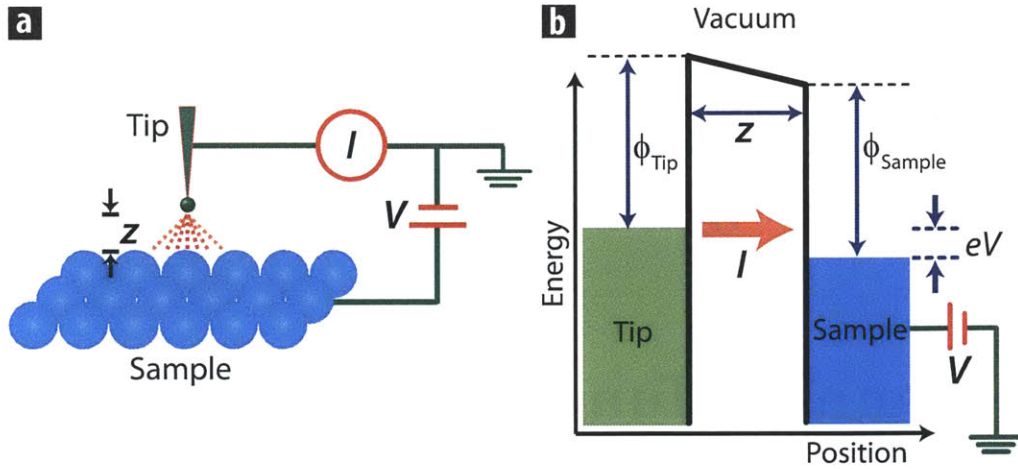 a
Tip
I
V
z
Sample
b
Vacuum
ϕTip
z
ϕSample
I
eV
Energy
Tip
Sample
V
Position